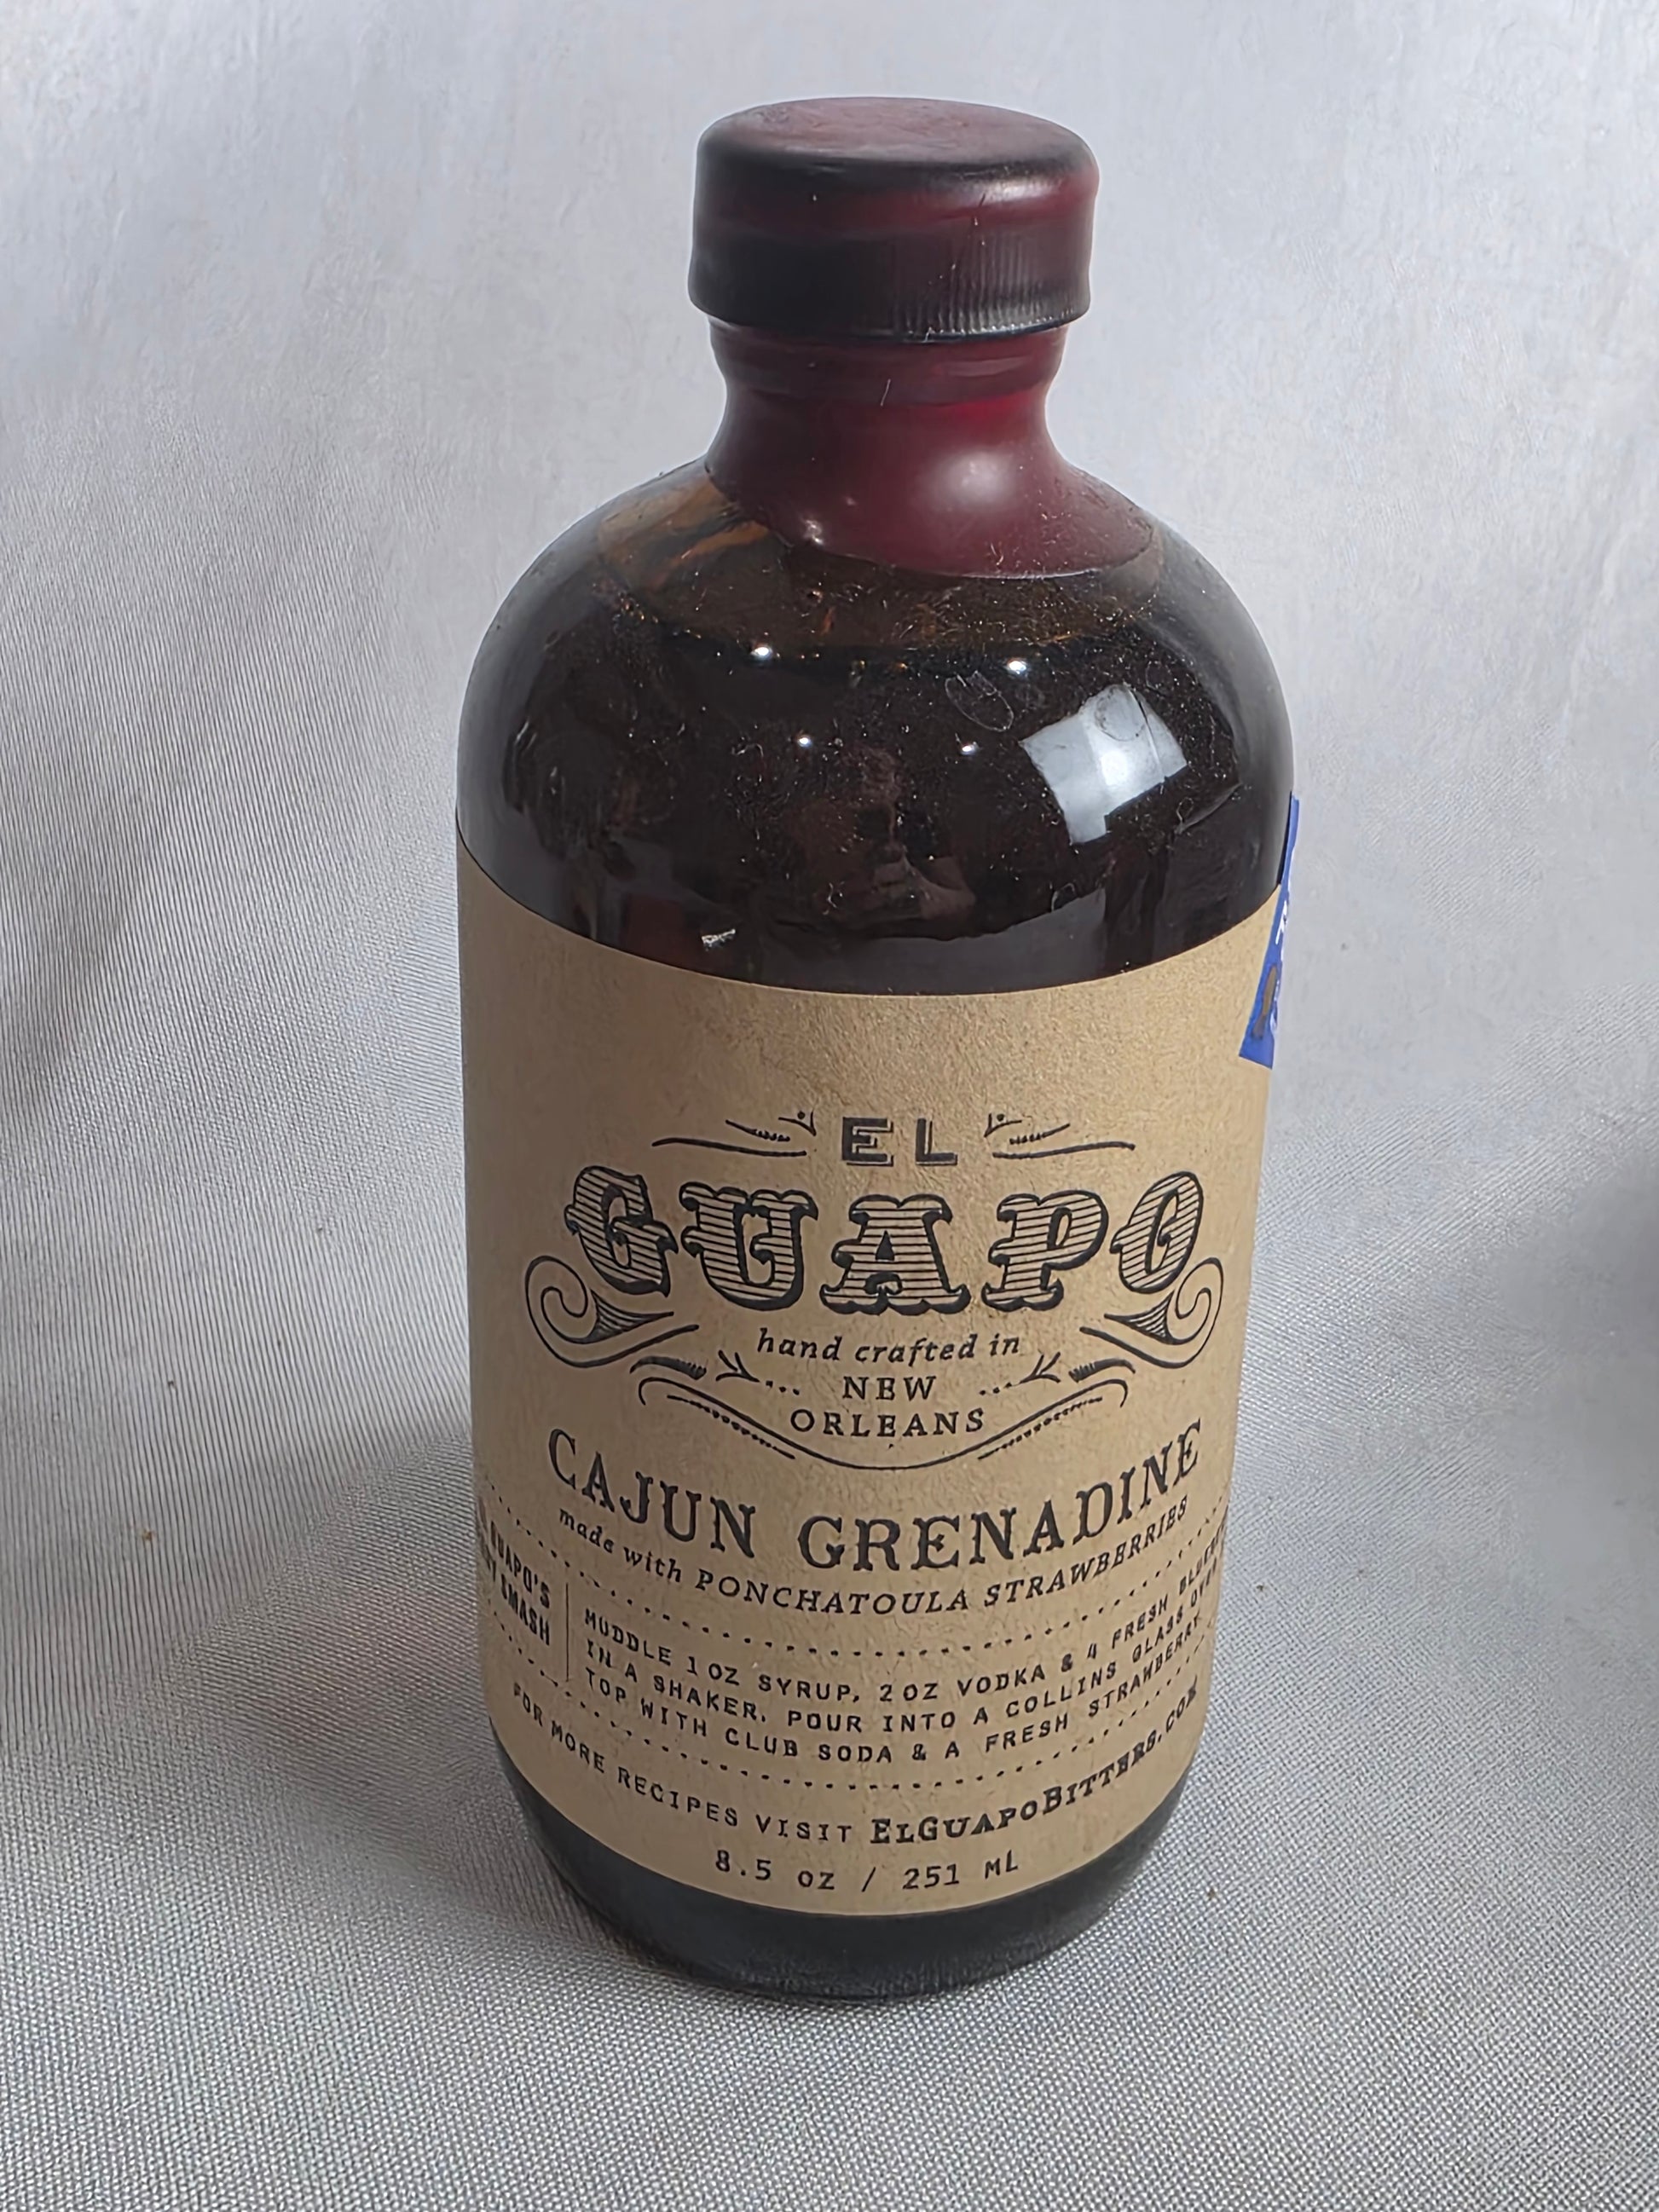 EL
GUAPO
hand crafted in
NEW
ORLEANS
CAJUN GRENADINE
made with PONCHATOULA STRAWBERRIES
GUAPO'S
SMASH
MUDDLE 1 OZ SYRUP, 2 OZ VODKA & 4 FRESH
IN A SHAKER. POUR INTO A COLLINS GLASS
TOP WITH CLUB SODA & A FRESH STRAWBERRY
FOR MORE RECIPES VISIT ELGUAPOBITTERS.COM
8.5 OZ / 251 ML